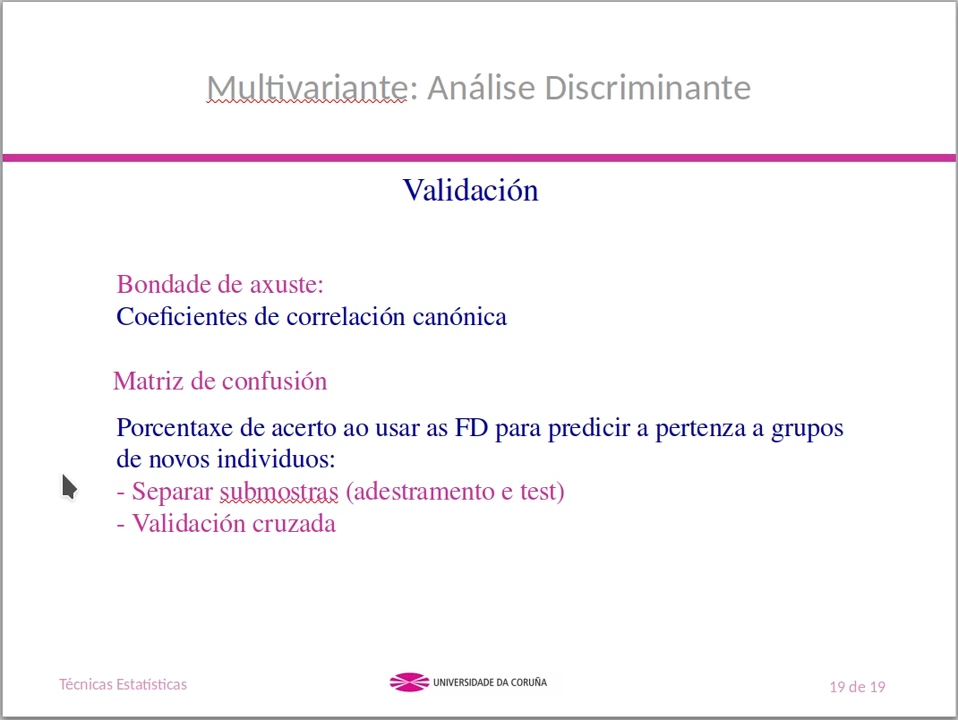 Multivariante: Análise Discriminante
Validación
Bondade de axuste:
Coeficientes de correlación canónica
Matriz de confusión
Porcentaxe de acerto ao usar as FD para predicir a pertenza a grupos
de novos individuos:
- Separar submostras (adestramento e test)
- Validación cruzada
Técnicas Estatísticas
UNIVERSIDADE DA CORUÑA
19 de 19